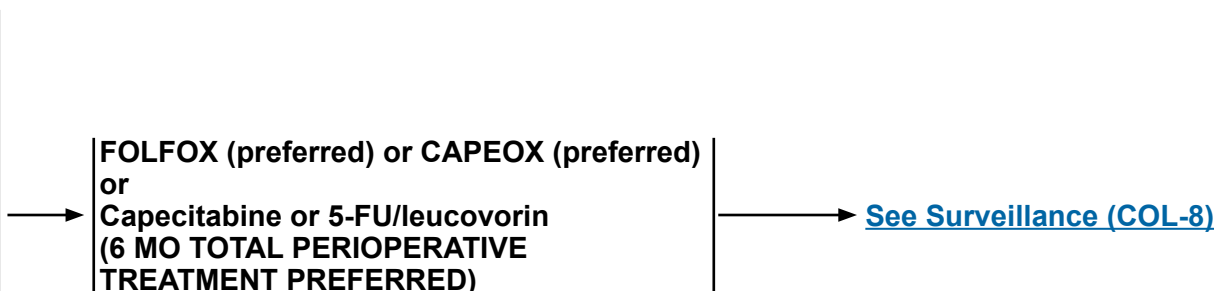 FOLFOX (preferred) or CAPEOX (preferred)
or
Capecitabine or 5-FU/leucovorin
(6 MO TOTAL PERIOPERATIVE
TREATMENT PREFERRED)
See Surveillance (COL-8)